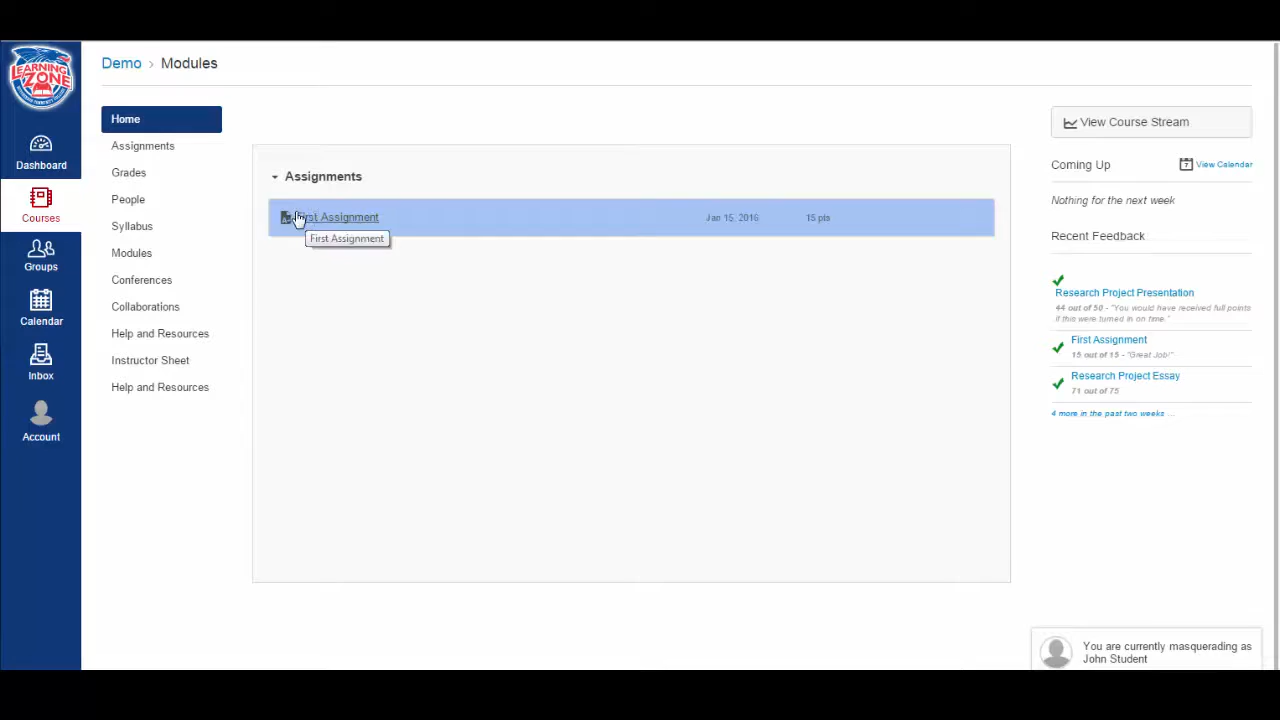 LEARNING
ZONE
Dashboard
Courses
Groups
Calendar
Inbox
Account
Demo › Modules
Home
Assignments
Grades
People
Syllabus
Modules
Conferences
Collaborations
Help and Resources
Instructor Sheet
Help and Resources
Assignments
First Assignment Jan 15, 2016 15 pts
First Assignment
View Course Stream
Coming Up 7 View Calendar
Nothing for the next week
Recent Feedback
Research Project Presentation
44 out of 50 - "You would have received full points
if this were turned in on time."
First Assignment
15 out of 15 - "Great Job!"
Research Project Essay
71 out of 75
4 more in the past two weeks ...
You are currently masquerading as
John Student